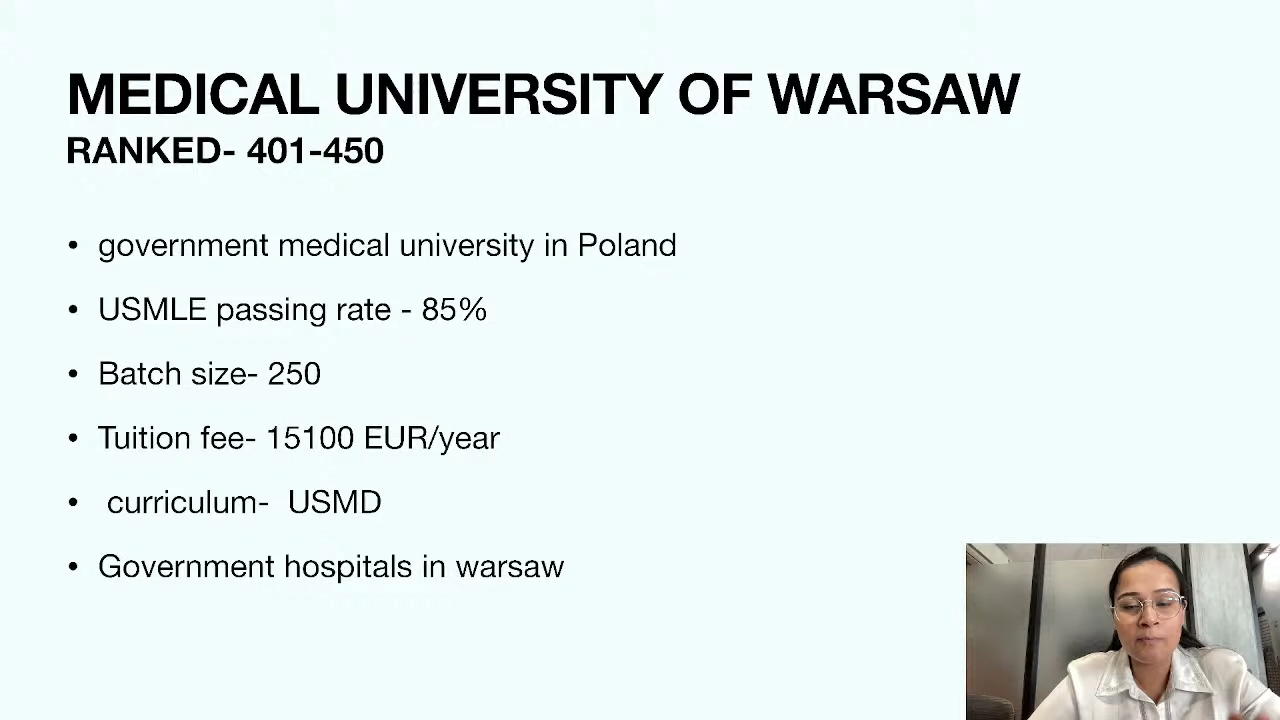 MEDICAL UNIVERSITY OF WARSAW
RANKED- 401-450
• government medical university in Poland
• USMLE passing rate - 85%
• Batch size- 250
• Tuition fee- 15100 EUR/year
• curriculum- USMD
• Government hospitals in warsaw